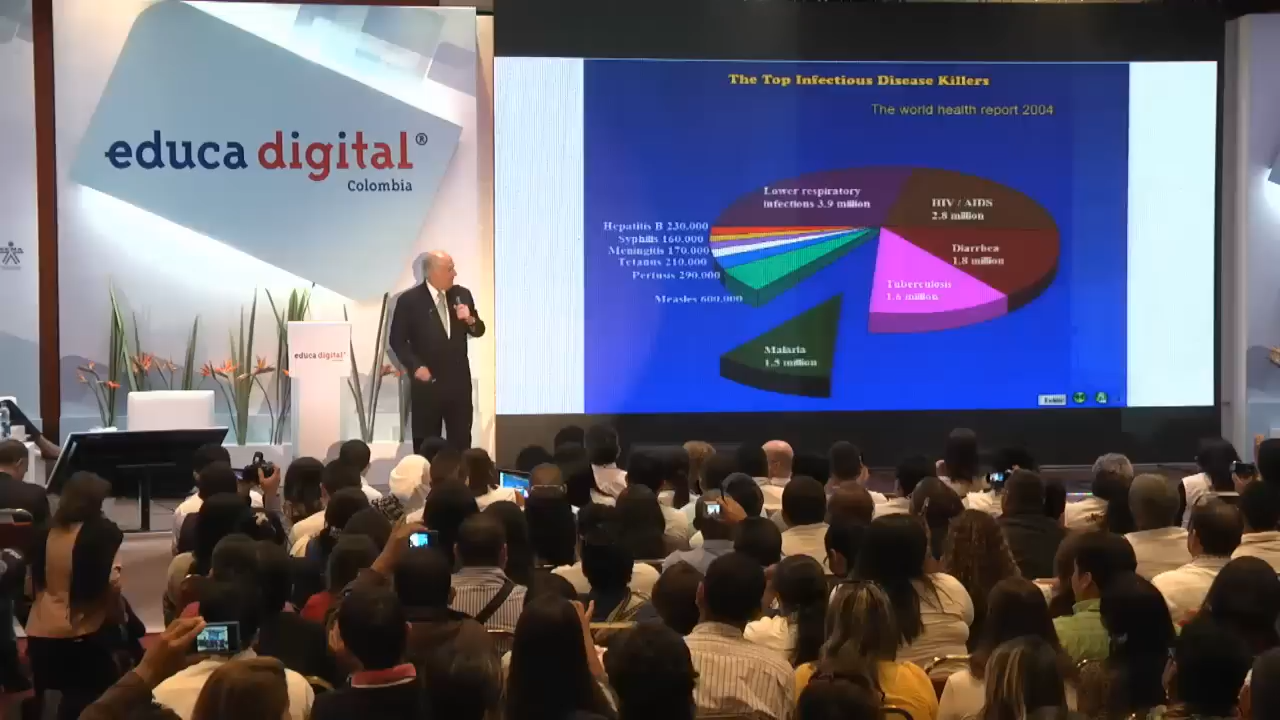 educa digital®
Colombia
The Top Infectious Disease Killers
The world health report 2004
Lower respiratory
infections 3.9 million
HIV / AIDS
2.8 million
Diarrhea
1.8 million
Tuberculosis
1.6 million
Malaria
1.5 million
Hepatitis B 230.000
Syphilis 160.000
Meningitis 170.000
Tetanus 210.000
Pertusis 290.000
Measles 600.000
educa digital
SENA